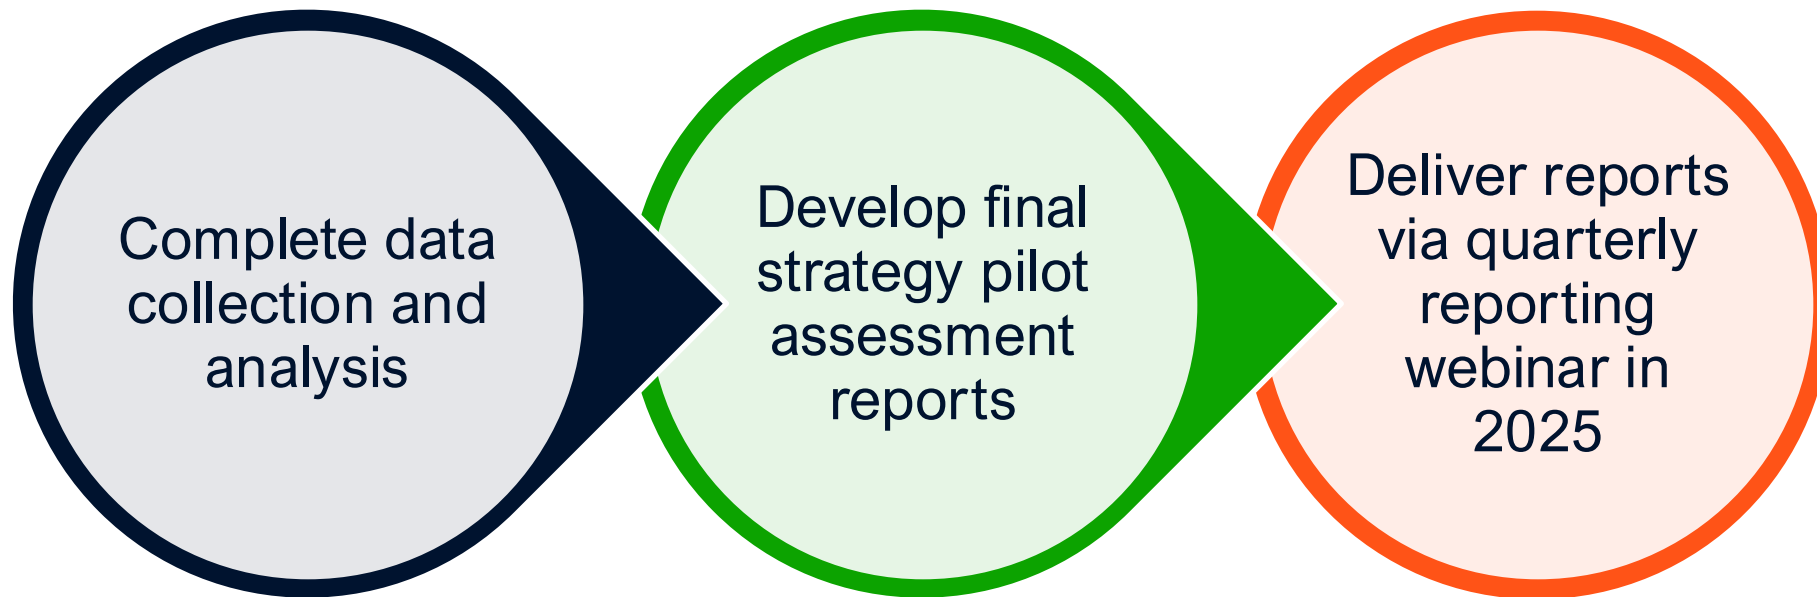 Complete data
collection and
analysis
Develop final
strategy pilot
assessment
reports
Deliver reports
via quarterly
reporting
webinar in
2025